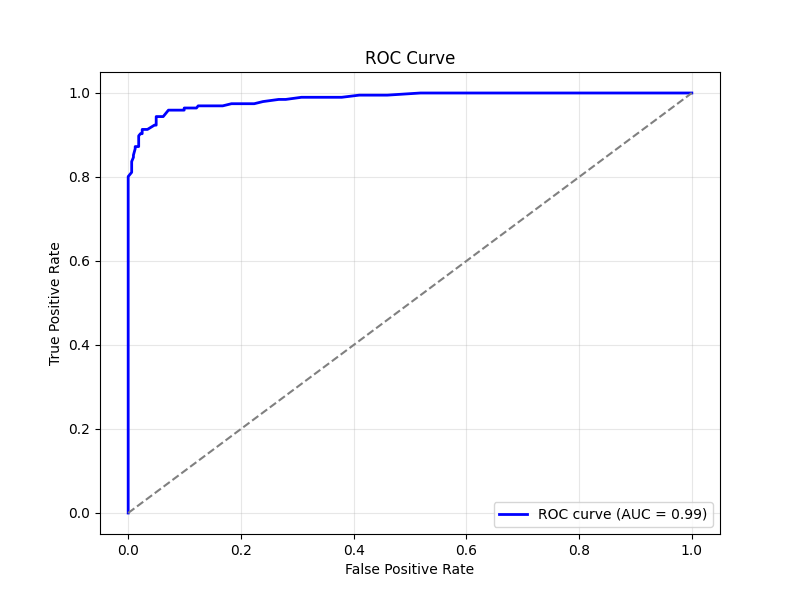 ROC Curve
True Positive Rate
1.0
0.8
0.6
0.4
0.2
0.0
ROC curve (AUC = 0.99)
0.0 0.2 0.4 0.6 0.8 1.0
False Positive Rate